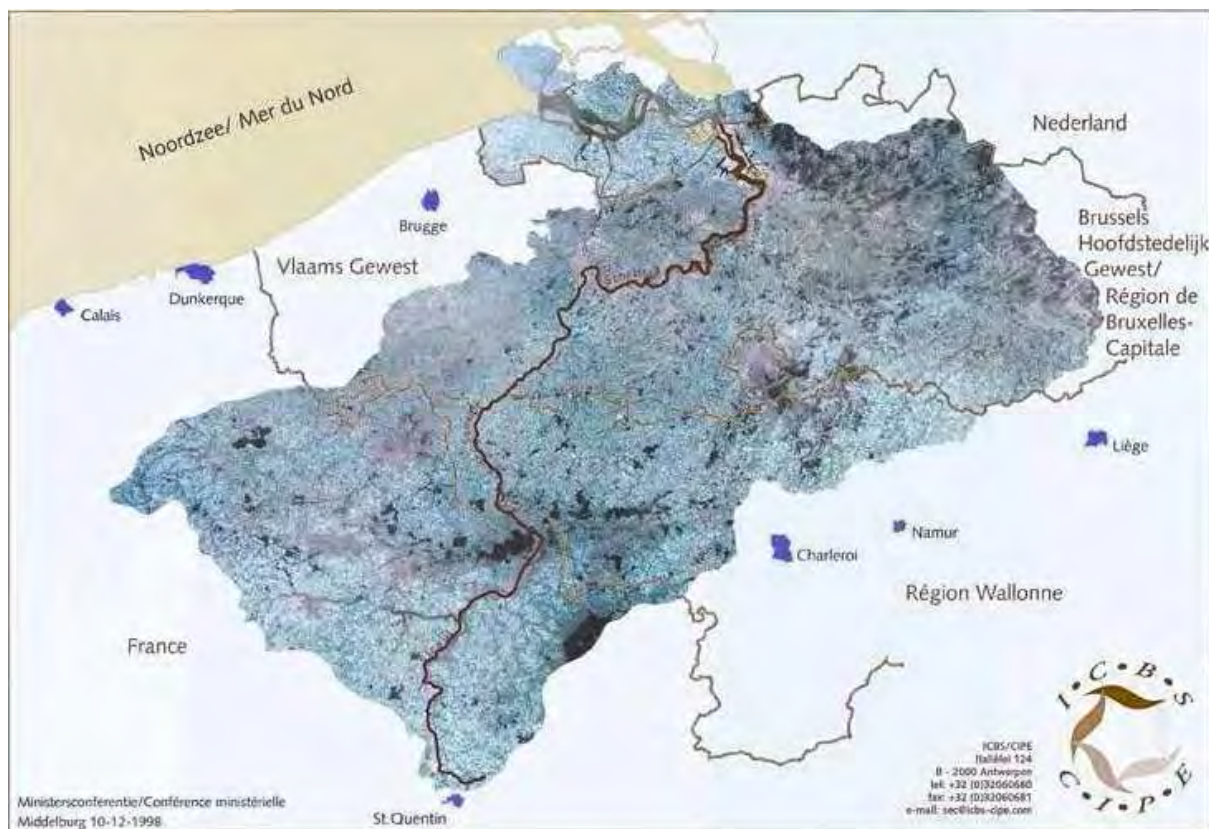 Noordzee/ Mer du Nord
Nederland
Brugge
Brussels
Hoofdstedelijk
Gewest/
Région de
Bruxelles-
Capitale
Vlaams Gewest
Dunkerque
Calais
Liège
Namur
Charleroi
Région Wallonne
France
I•C•B•S
C•I•P•E
ICBS/CIPE
Italiëlei 124
B - 2000 Antwerpen
tel: +32 (0)32060680
fax: +32 (0)32060681
e-mail: sec@icbs-cipe.com
Ministersconferentie/Conférence ministérielle
Middelburg 10-12-1998
St Quentin